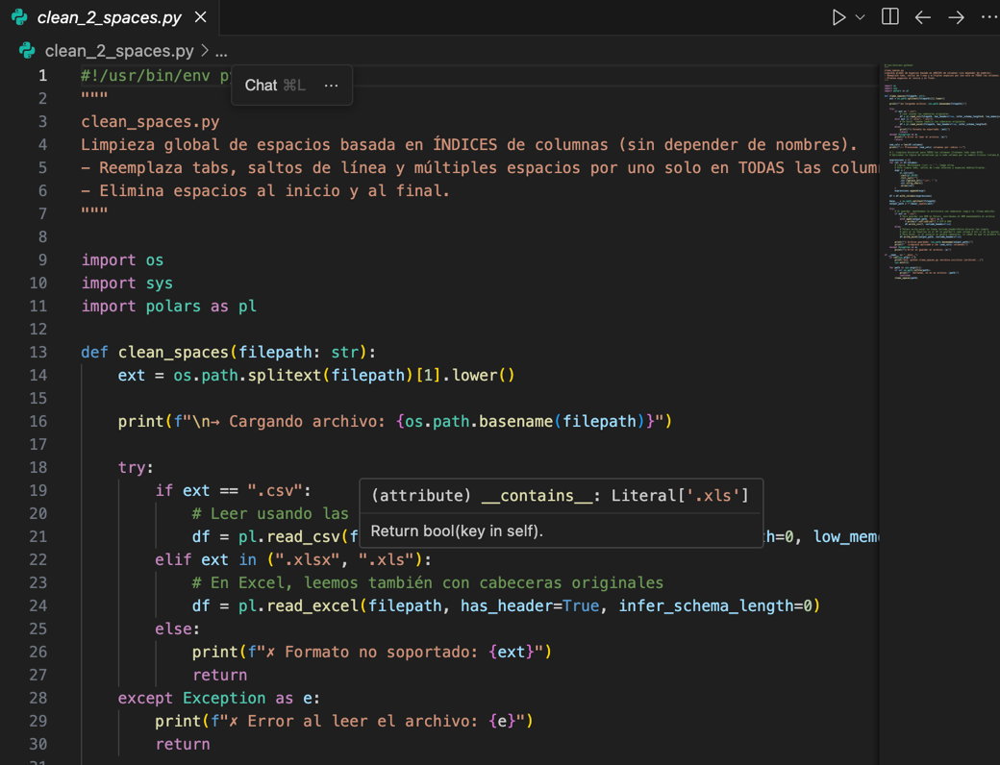 clean_2_spaces.py
clean_2_spaces.py > ...
Chat ⌘L ...
1 #!/usr/bin/env
2 """
3 clean_spaces.py
4 Limpieza global de espacios basada en ÍNDICES de columnas (sin depender de nombres).
5 - Reemplaza tabs, saltos de línea y múltiples espacios por uno solo en TODAS las
6 - Elimina espacios al inicio y al final.
7 """
8
9 import os
10 import sys
11 import polars as pl
12
13 def clean_spaces(filepath: str):
14 ext = os.path.splitext(filepath)[1].lower()
15
16 print(f"\n→ Cargando archivo: {os.path.basename(filepath)}")
17
18 try:
19 if ext == ".csv":
(attribute) __contains__: Literal['.xls']
20 # Leer usando las
Return bool(key in self).
21 df = pl.read_csv( =0,
22 elif ext in (".xlsx", ".xls"):
23 # En Excel, leemos también con cabeceras originales
24 df = pl.read_excel(filepath, has_header=True, infer_schema_length=0)
25 else:
26 print(f"✗ Formato no soportado: {ext}")
27 return
28 except Exception as e:
29 print(f"✗ Error al leer el archivo: {e}")
30 return